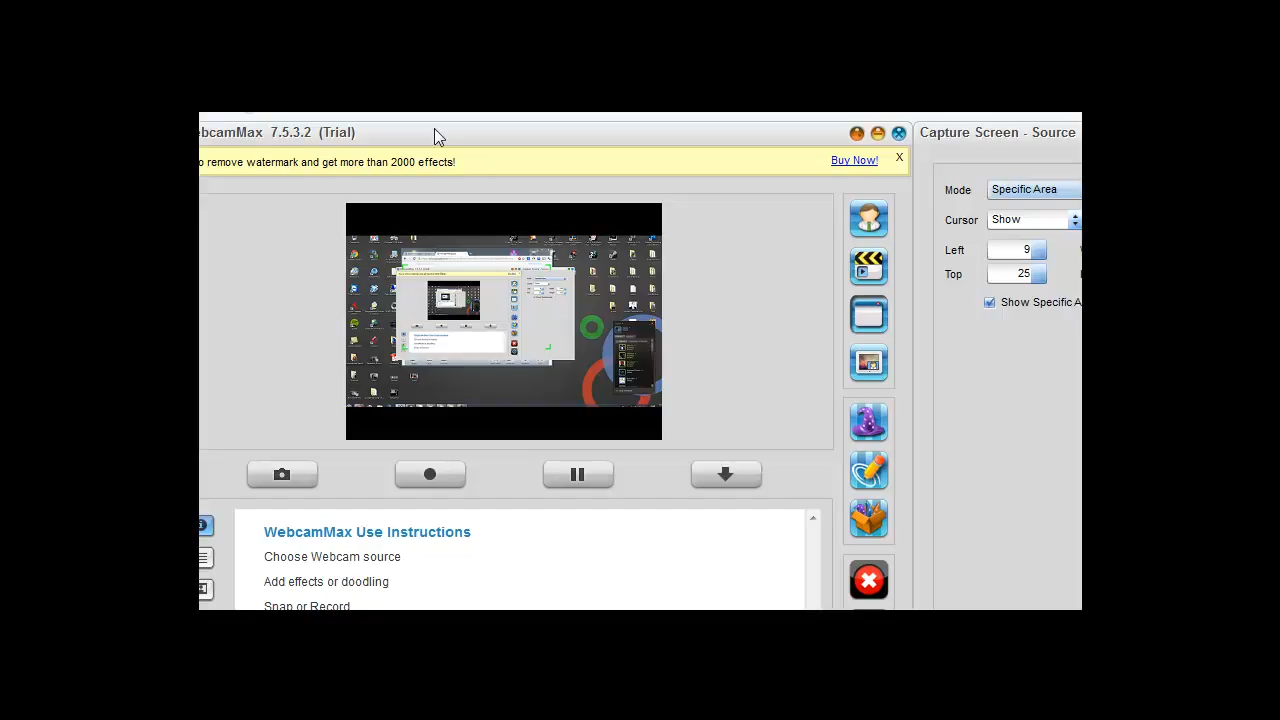 ebcamMax 7.5.3.2 (Trial)
Capture Screen - Source
o remove watermark and get more than 2000 effects!
Buy Now!
X
Mode
Specific Area
Cursor
Show
Left
9
Top
25
Show Specific A
WebcamMax Use Instructions
Choose Webcam source
Add effects or doodling
Snap or Record